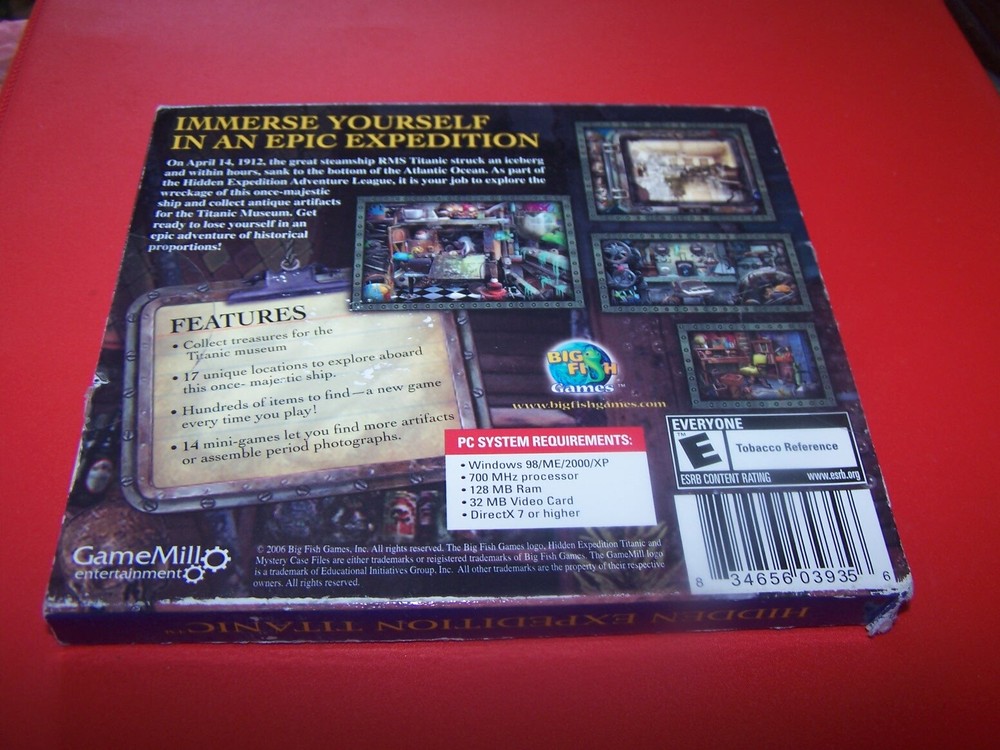 IMMERSE YOURSELF
IN AN EPIC EXPEDITION
On April 14, 1912, the great steamship RMS Titanic struck an iceberg
and within hours, sank to the bottom of the Atlantic Ocean. As part of
the Hidden Expedition Adventure League, it is your job to explore the
wreckage of this once-majestic
ship and collect antique artifacts
for the Titanic Museum. Get
ready to lose yourself in an
epic adventure of historical
proportions!
FEATURES
• Collect treasures for the
Titanic museum
• 17 unique locations to explore aboard
this once- majestic ship.
• Hundreds of items to find—a new game
every time you play!
• 14 mini-games let you find more artifacts
or assemble period photographs.
BIG
FISH
Games™
www.bigfishgames.com
PC SYSTEM REQUIREMENTS:
• Windows 98/ME/2000/XP
• 700 MHz processor
• 128 MB Ram
• 32 MB Video Card
• DirectX 7 or higher
EVERYONE
E™
Tobacco Reference
ESRB CONTENT RATING www.esrb.org
8 34656 03935 6
GameMill
entertainment
© 2006 Big Fish Games, Inc. All rights reserved. The Big Fish Games logo, Hidden Expedition Titanic and
Mystery Case Files are either trademarks or reigistered trademarks of Big Fish Games. The GameMill logo
is a trademark of Educational Initiatives Group, Inc. All other trademarks are the property of their respective
owners. All rights reserved.
HIDDEN EXPEDITION TITANIC™